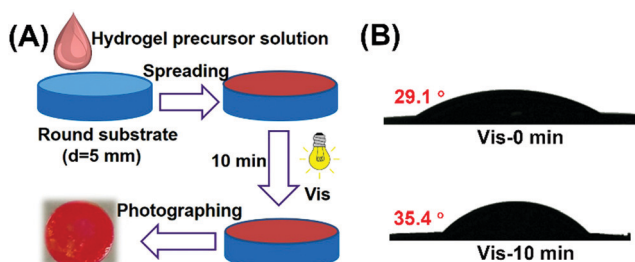 (A)
Hydrogel precursor solution
Spreading
Round substrate
(d=5 mm)
10 min
Vis
Photographing
(B)
29.1 °
Vis-0 min
35.4 °
Vis-10 min